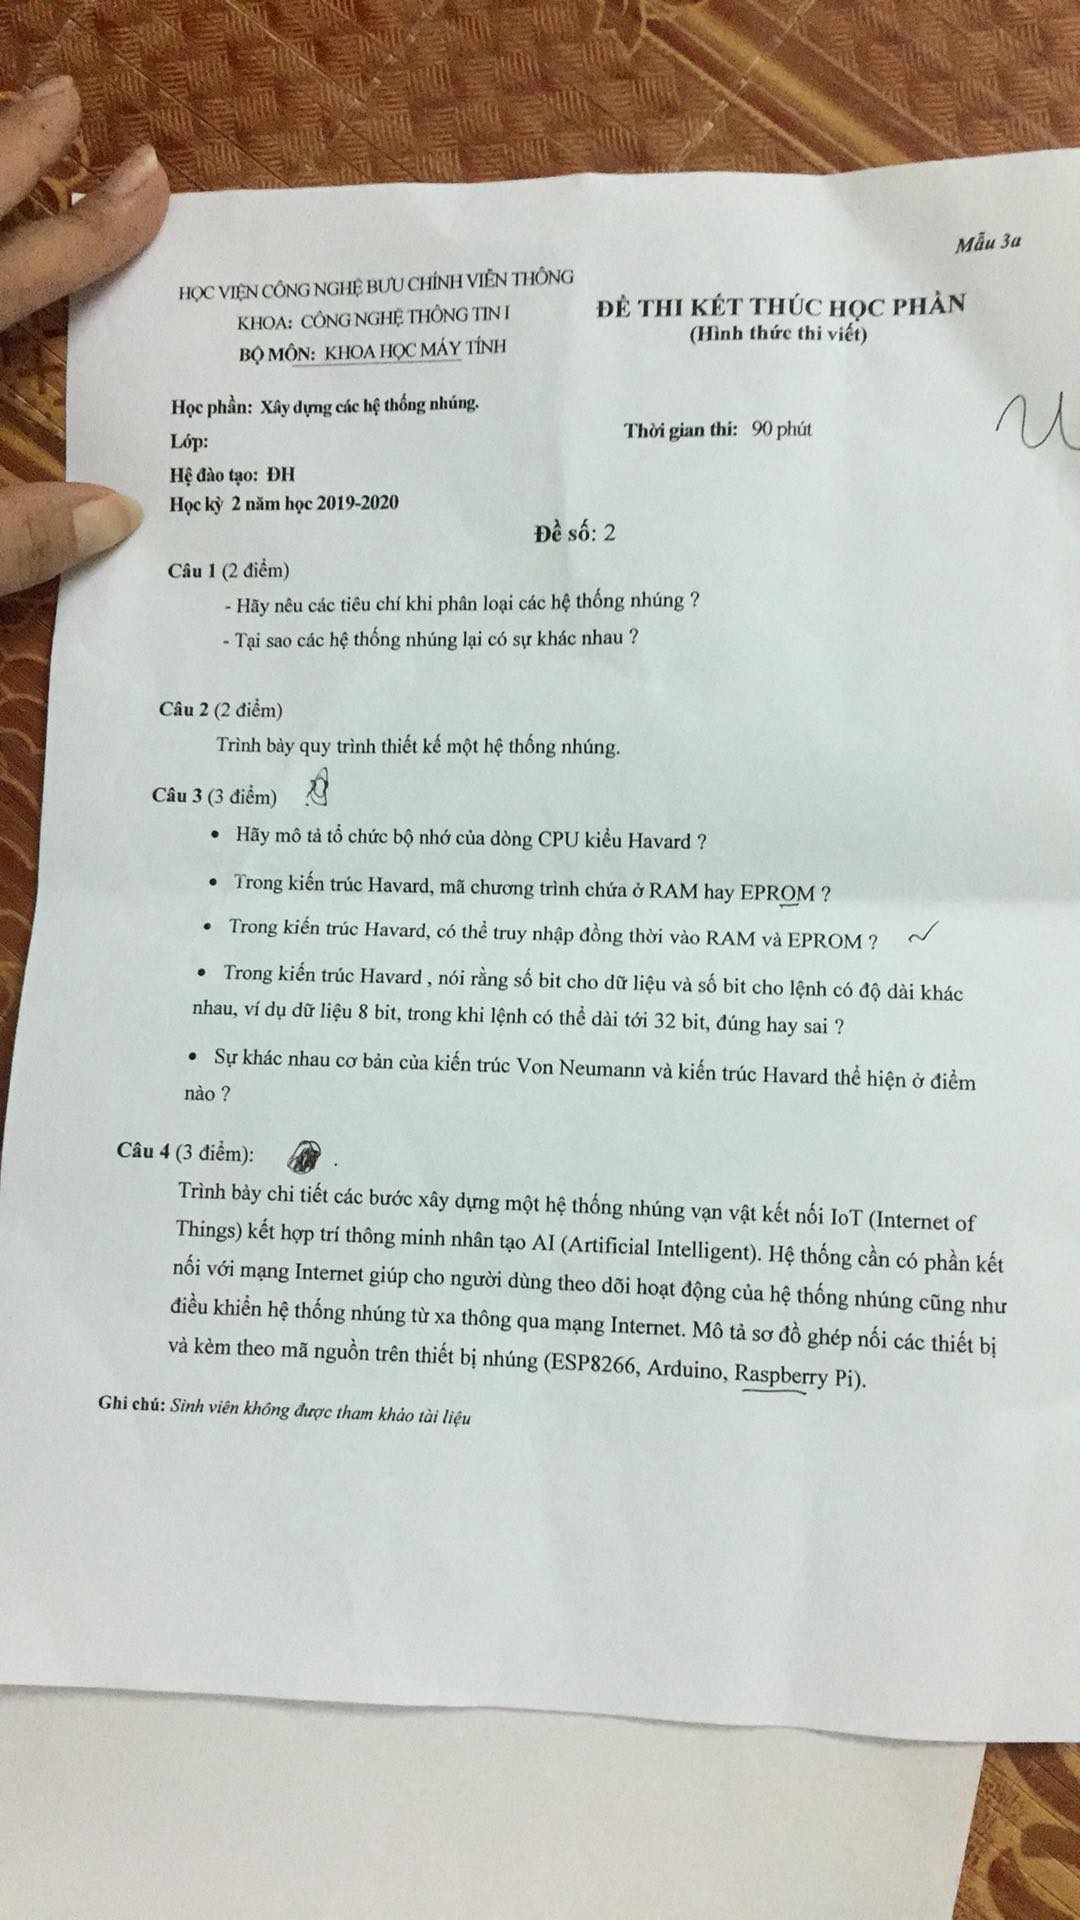 Mẫu 3a
HỌC VIỆN CÔNG NGHỆ BƯU CHÍNH VIỄN THÔNG
KHOA: CÔNG NGHỆ THÔNG TIN I
BỘ MÔN: KHOA HỌC MÁY TÍNH
ĐỀ THI KẾT THÚC HỌC PHẦN
(Hình thức thi viết)
Học phần: Xây dựng các hệ thống nhúng.
Lớp:
Thời gian thi: 90 phút
Hệ đào tạo: ĐH
Học kỳ 2 năm học 2019-2020
Đề số: 2
Câu 1 (2 điểm)
- Hãy nêu các tiêu chí khi phân loại các hệ thống nhúng ?
- Tại sao các hệ thống nhúng lại có sự khác nhau ?
Câu 2 (2 điểm)
Trình bày quy trình thiết kế một hệ thống nhúng.
Câu 3 (3 điểm)
• Hãy mô tả tổ chức bộ nhớ của dòng CPU kiểu Havard ?
• Trong kiến trúc Havard, mã chương trình chứa ở RAM hay EPROM ?
• Trong kiến trúc Havard, có thể truy nhập đồng thời vào RAM và EPROM ?
• Trong kiến trúc Havard , nói rằng số bit cho dữ liệu và số bit cho lệnh có độ dài khác
nhau, ví dụ dữ liệu 8 bit, trong khi lệnh có thể dài tới 32 bit, đúng hay sai ?
• Sự khác nhau cơ bản của kiến trúc Von Neumann và kiến trúc Havard thể hiện ở điểm
nào ?
Câu 4 (3 điểm):
Trình bày chi tiết các bước xây dựng một hệ thống nhúng vạn vật kết nối IoT (Internet of
Things) kết hợp trí thông minh nhân tạo AI (Artificial Intelligent). Hệ thống cần có phần kết
nối với mạng Internet giúp cho người dùng theo dõi hoạt động của hệ thống nhúng cũng như
điều khiển hệ thống nhúng từ xa thông qua mạng Internet. Mô tả sơ đồ ghép nối các thiết bị
và kèm theo mã nguồn trên thiết bị nhúng (ESP8266, Arduino, Raspberry Pi).
Ghi chú: Sinh viên không được tham khảo tài liệu